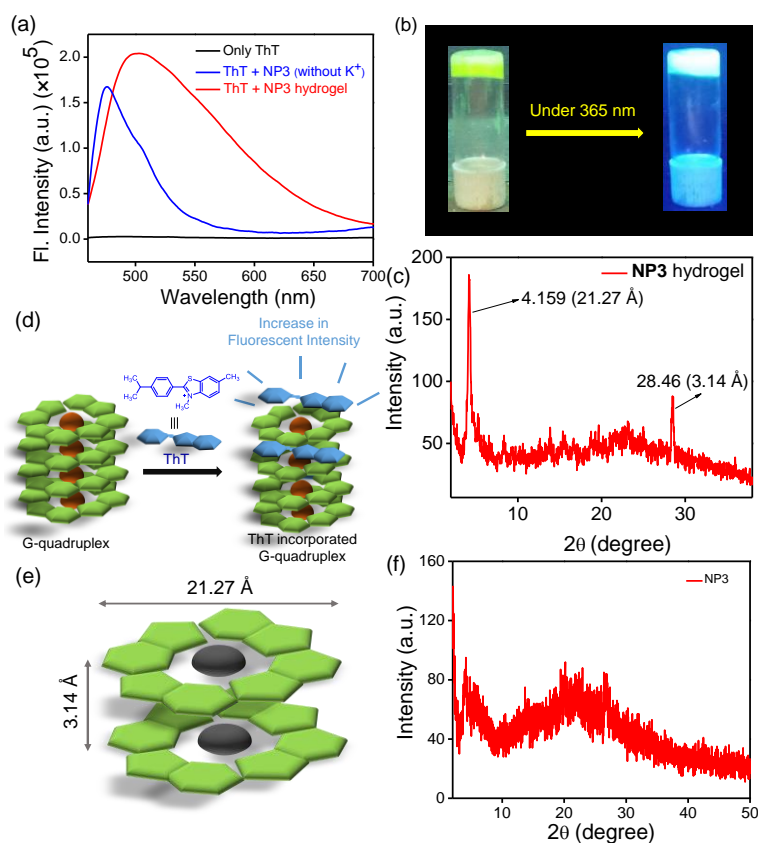 (a)
Fl. Intensity (a.u.) (×10⁵)
2.0
1.5
1.0
0.5
0.0
Only ThT
ThT + NP3 (without K⁺)
ThT + NP3 hydrogel
500
550
600
650
700
Wavelength (nm)
(b)
Under 365 nm
(c)
Intensity (a.u.)
200
150
100
50
NP3 hydrogel
4.159 (21.27 Å)
28.46 (3.14 Å)
10
20
30
2θ (degree)
(d)
Increase in
Fluorescent Intensity
CH₃
H₃C
S
N
+
H₃C
CH₃
ThT
G-quadruplex
ThT incorporated
G-quadruplex
(e)
21.27 Å
3.14 Å
(f)
Intensity (a.u.)
160
120
80
40
0
NP3
10
20
30
40
50
2θ (degree)